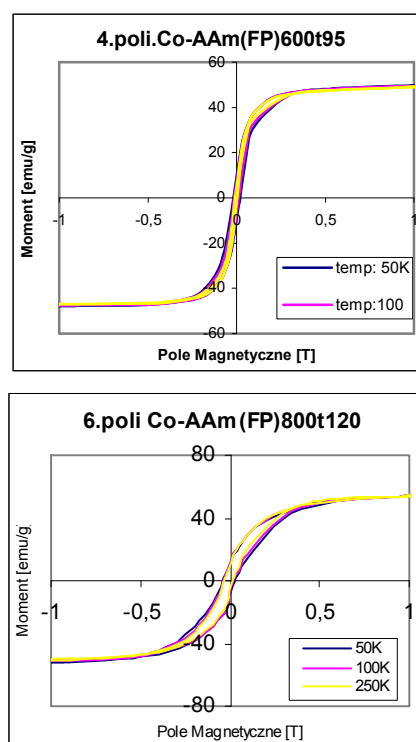 4.poli.Co-AAm(FP)600t95
60
40
20
0
-1
-0,5
0
0,5
1
-20
-40
-60
Moment [emu/g]
temp: 50K
temp:100
Pole Magnetyczne [T]
6.poli Co-AAm(FP)800t120
80
40
0
-1
-0,5
0
0,5
1
-40
-80
Moment [emu/g]
50K
100K
250K
Pole Magnetyczne [T]